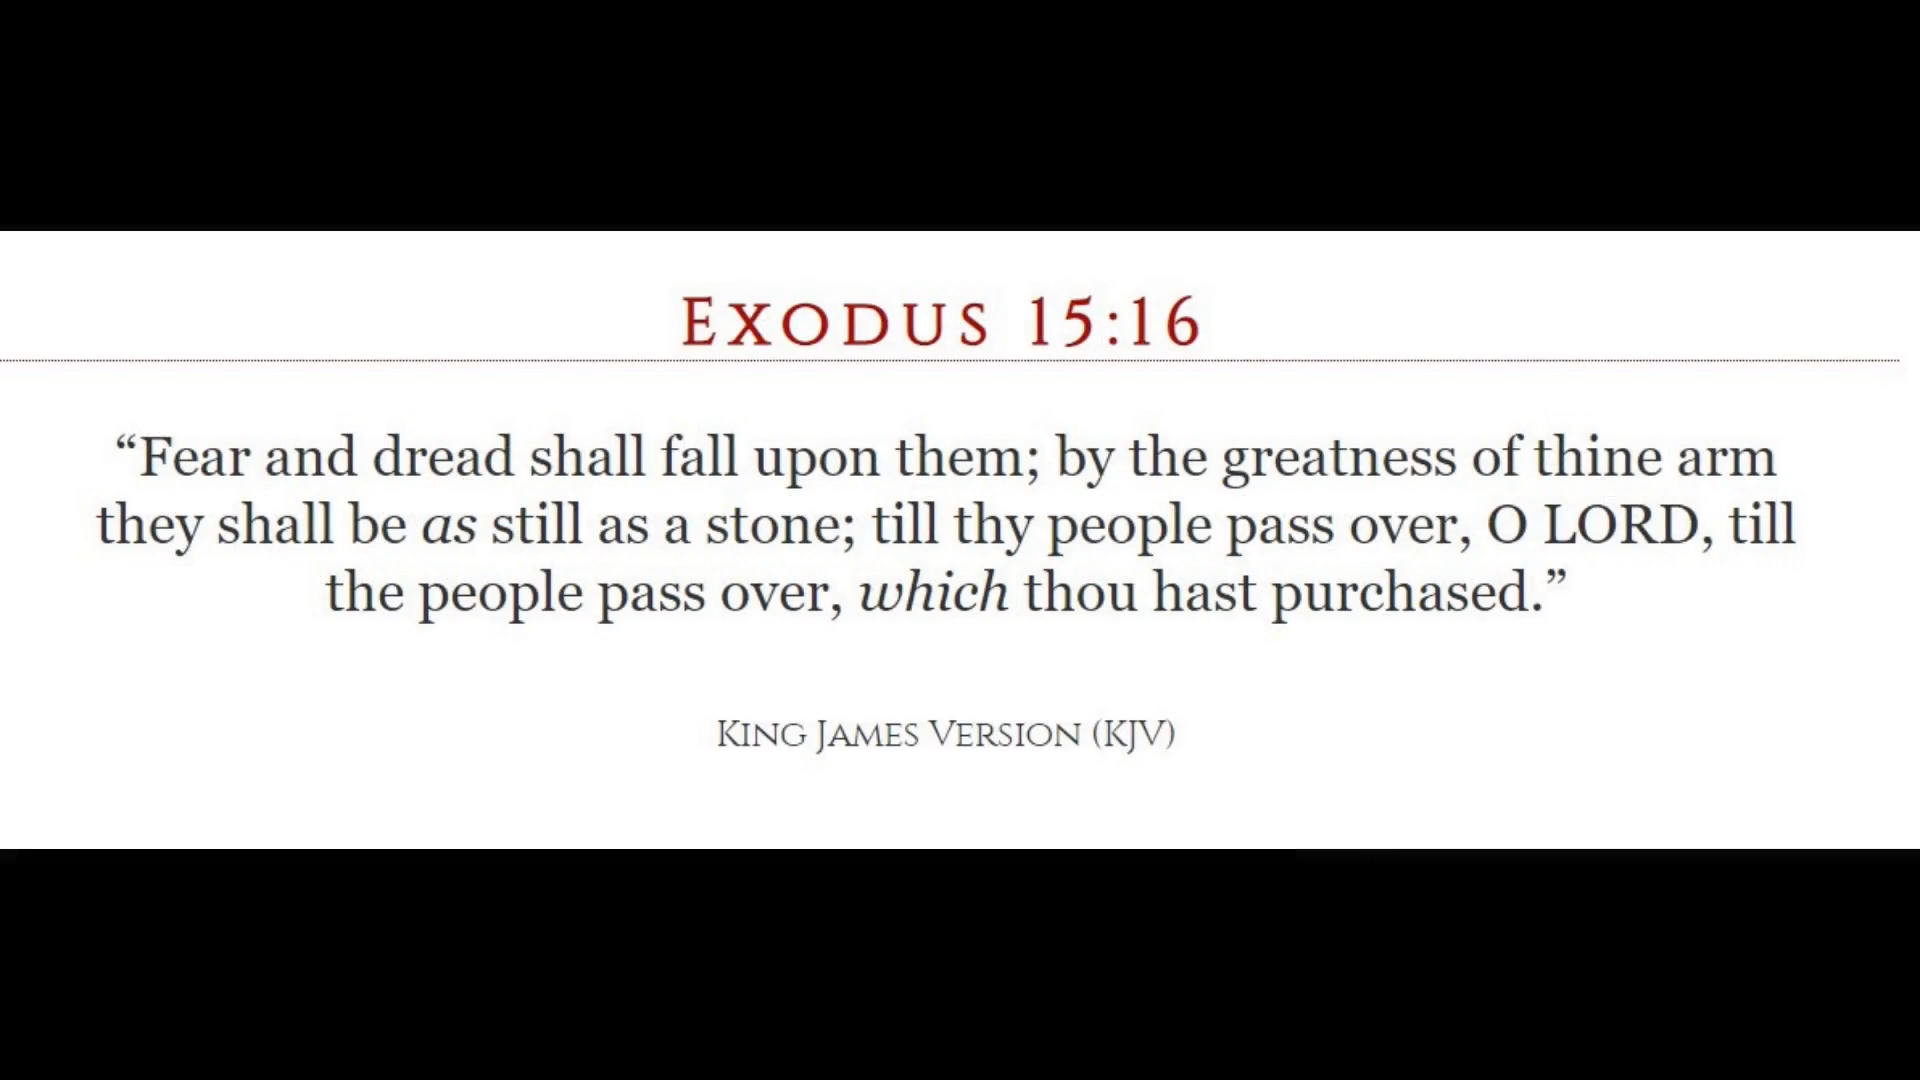 Exodus 15:16
“Fear and dread shall fall upon them; by the greatness of thine arm
they shall be as still as a stone; till thy people pass over, O LORD, till
the people pass over, which thou hast purchased.”
King James Version (KJV)